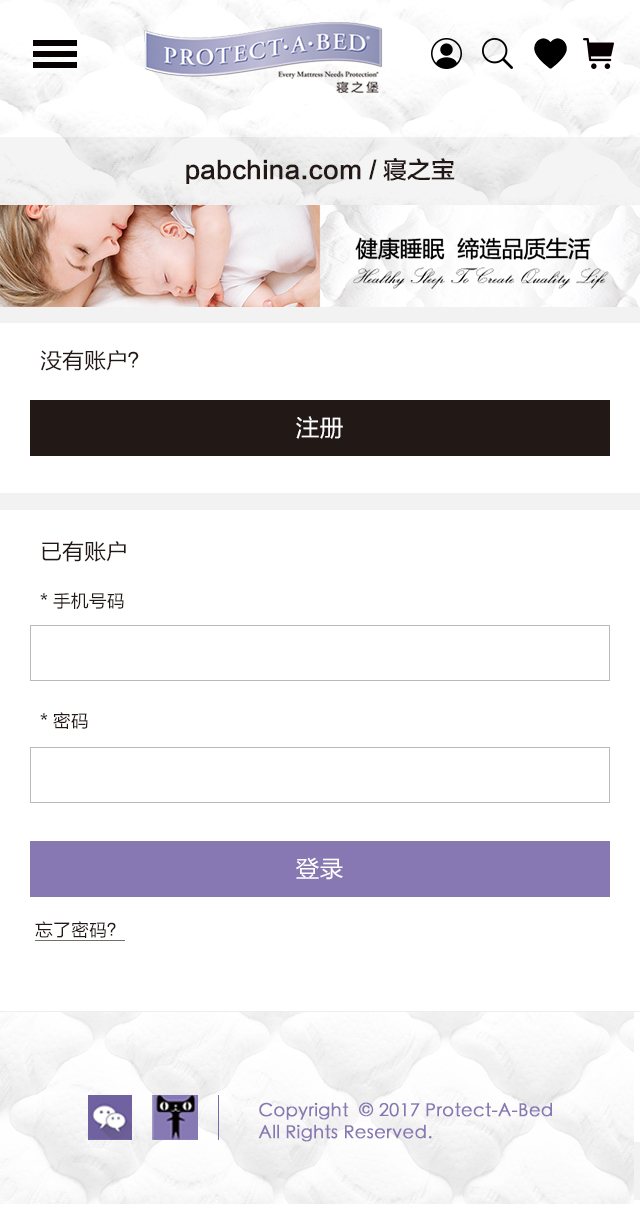 PROTECT·A·BED®
Every Mattress Needs Protection®
寝之堡
pabchina.com / 寝之宝
健康睡眠 缔造品质生活
Healthy Sleep To Create Quality Life
没有账户?
注册
已有账户
* 手机号码
* 密码
登录
忘了密码?
Copyright © 2017 Protect-A-Bed
All Rights Reserved.